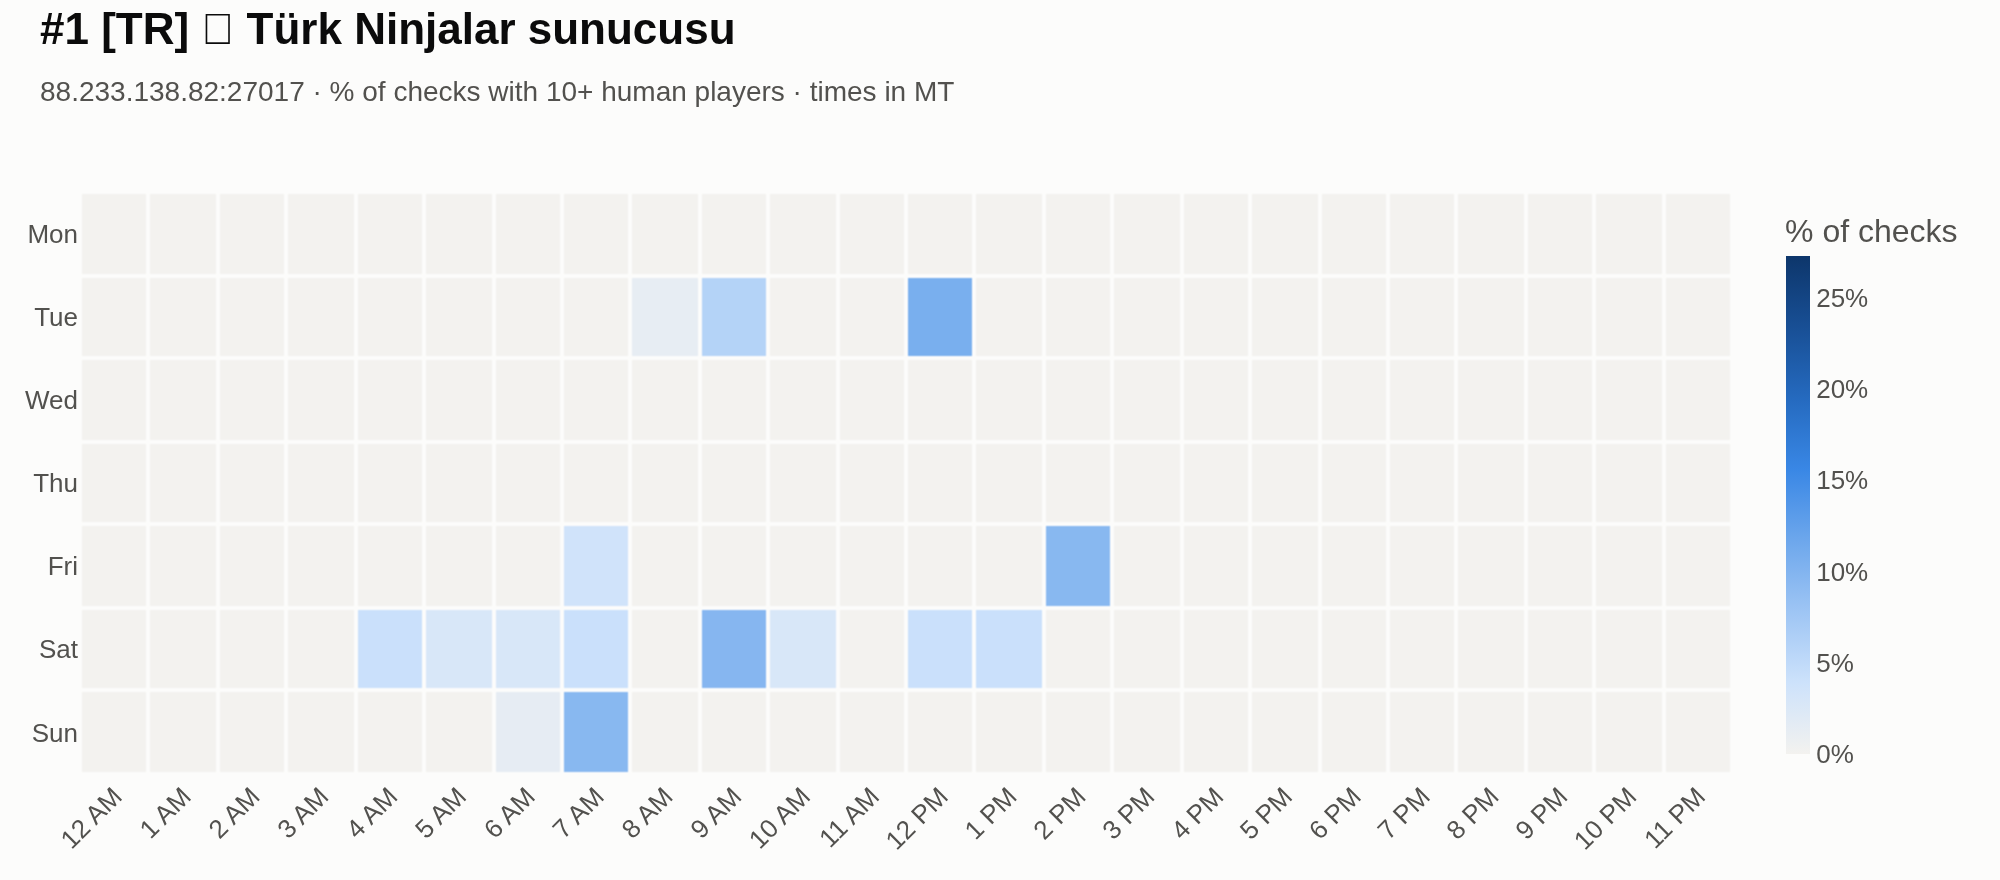 #1 [TR] Türk Ninjalar sunucusu
88.233.138.82:27017 · % of checks with 10+ human players · times in MT
% of checks
25%
20%
15%
10%
5%
0%
Mon
Tue
Wed
Thu
Fri
Sat
Sun
12 AM
1 AM
2 AM
3 AM
4 AM
5 AM
6 AM
7 AM
8 AM
9 AM
10 AM
11 AM
12 PM
1 PM
2 PM
3 PM
4 PM
5 PM
6 PM
7 PM
8 PM
9 PM
10 PM
11 PM